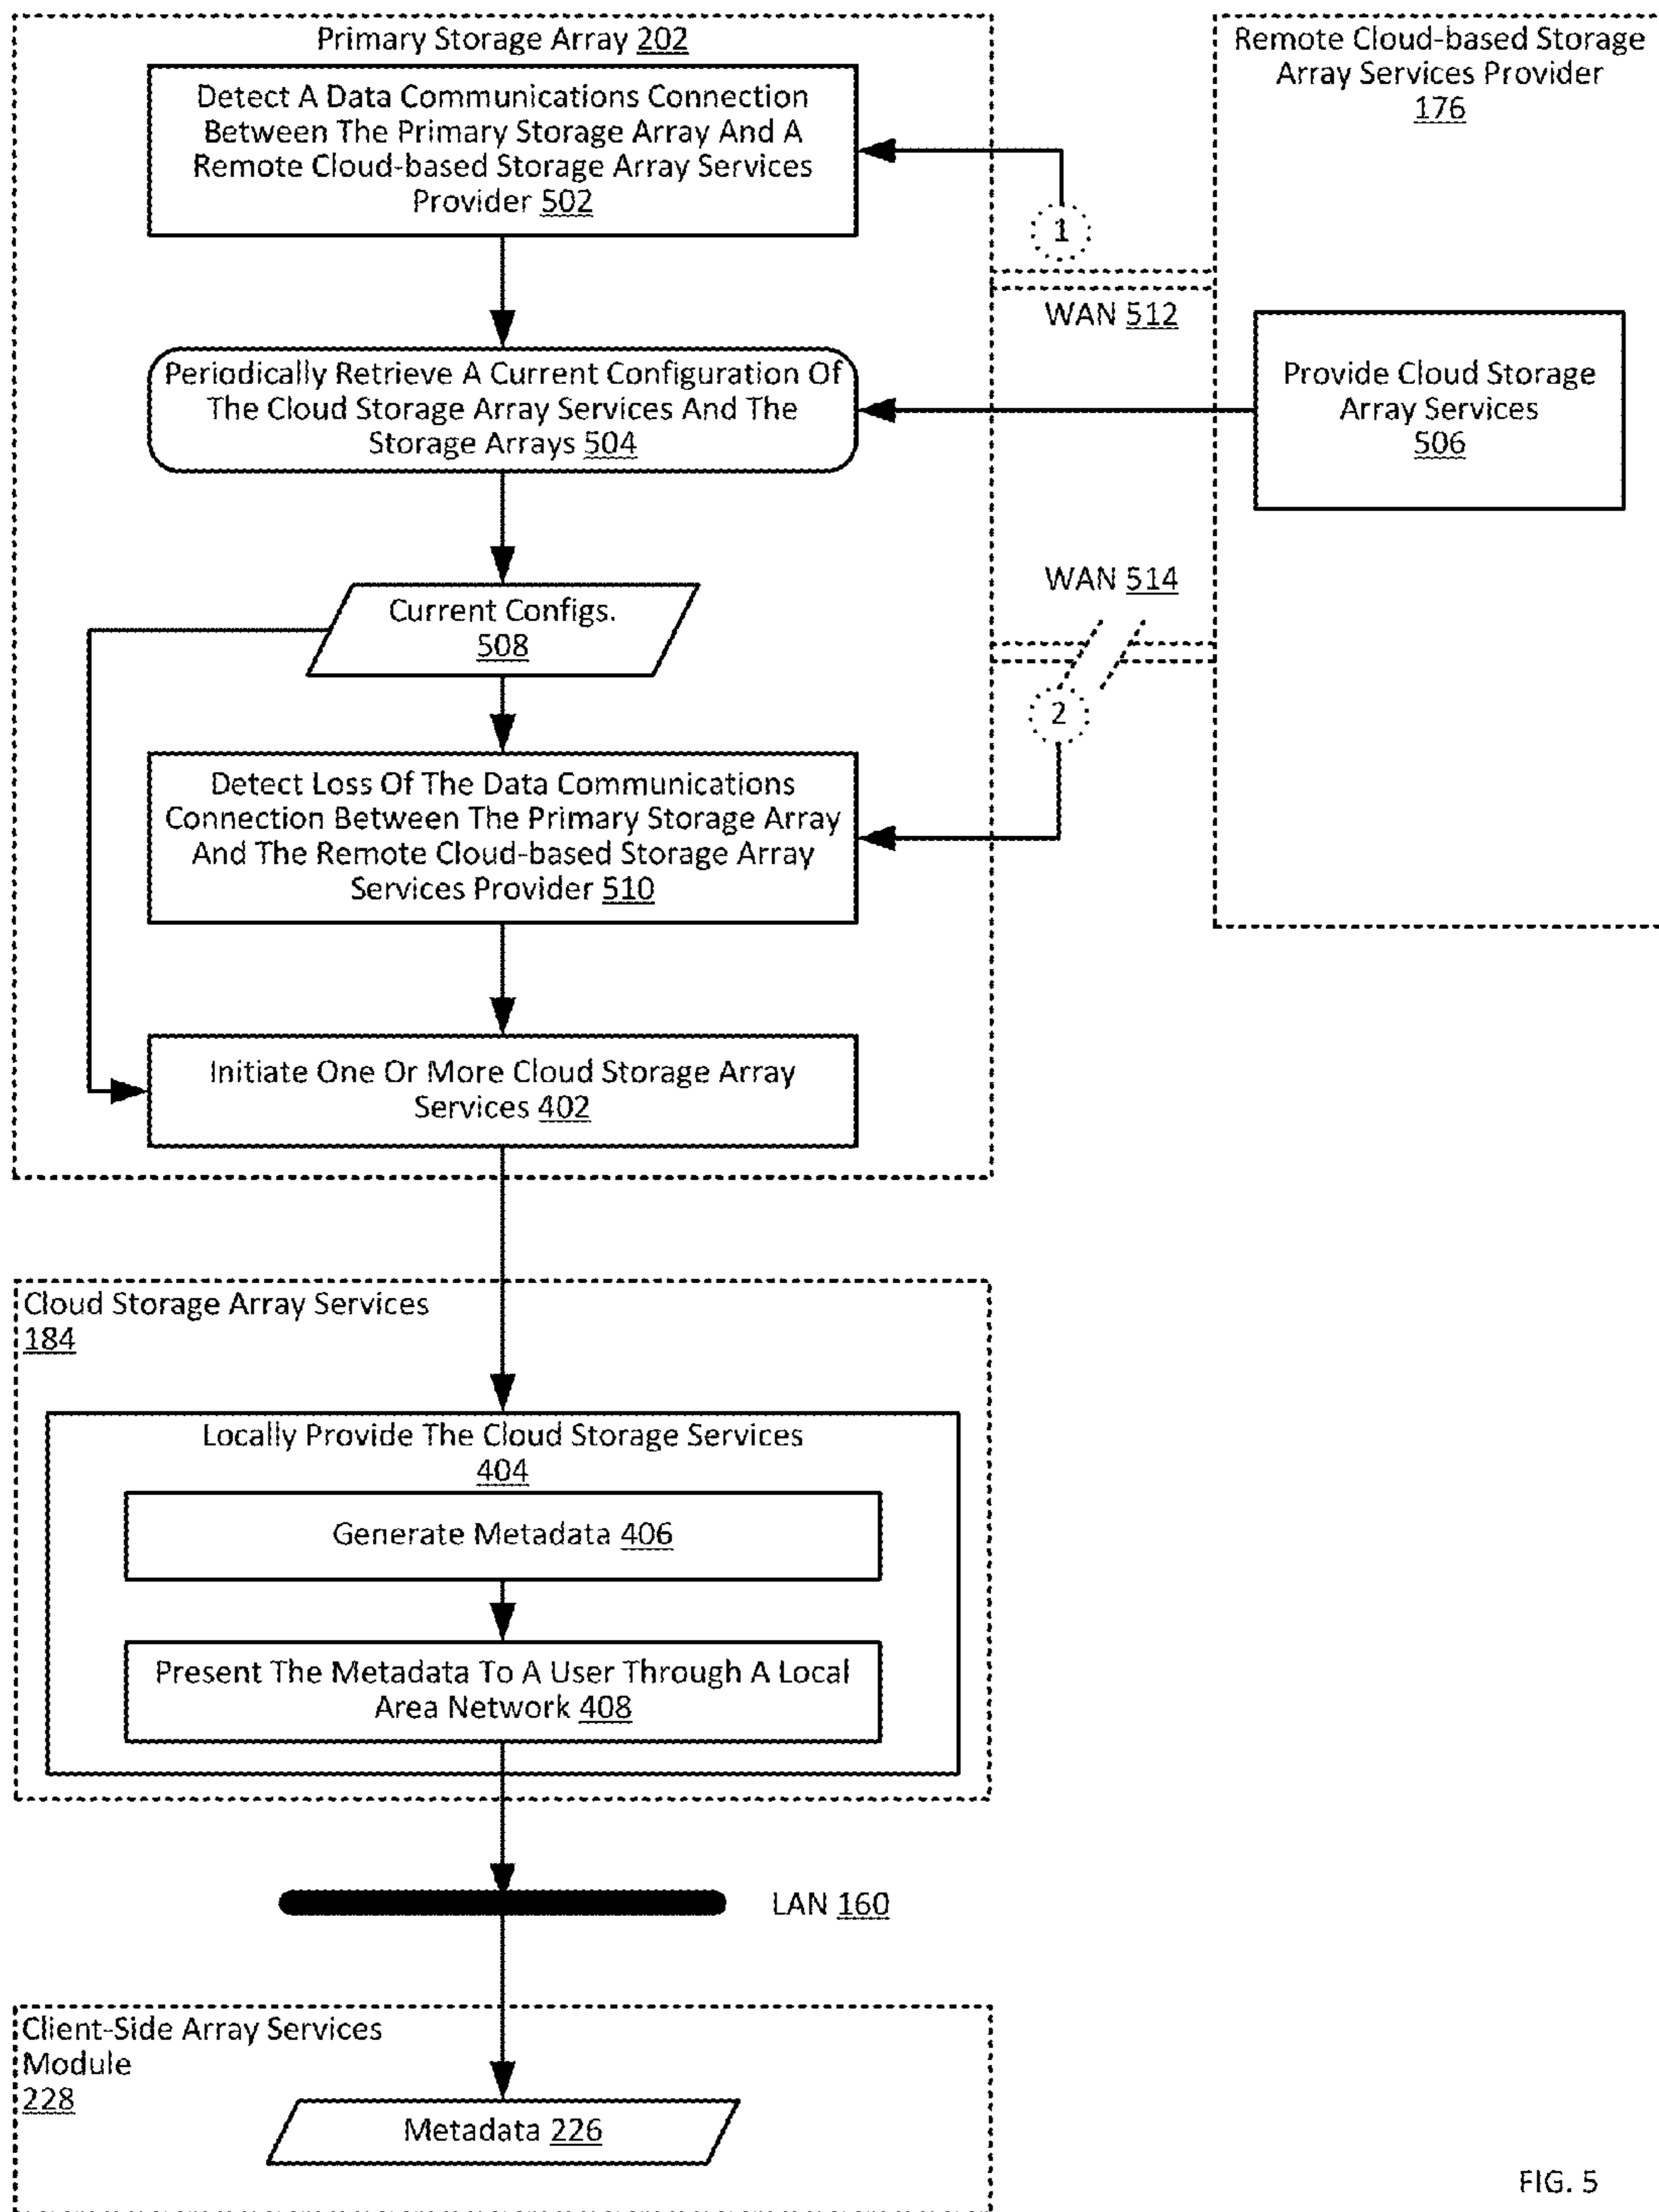 Primary Storage Array 202
Detect A Data Communications Connection
Between The Primary Storage Array And A
Remote Cloud-based Storage Array Services
Provider 502
Remote Cloud-based Storage
Array Services Provider
176
1
WAN 512
Periodically Retrieve A Current Configuration Of
The Cloud Storage Array Services And The
Storage Arrays 504
Provide Cloud Storage
Array Services
506
Current Configs.
508
WAN 514
2
Detect Loss Of The Data Communications
Connection Between The Primary Storage Array
And The Remote Cloud-based Storage Array
Services Provider 510
Initiate One Or More Cloud Storage Array
Services 402
Cloud Storage Array Services
184
Locally Provide The Cloud Storage Services
404
Generate Metadata 406
Present The Metadata To A User Through A Local
Area Network 408
LAN 160
Client-Side Array Services
Module
228
Metadata 226
FIG. 5